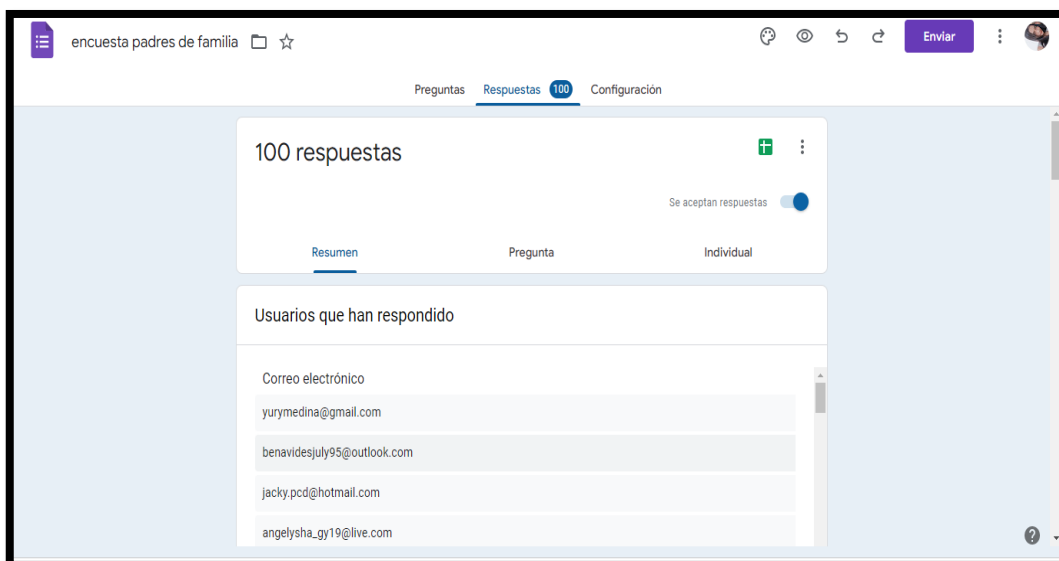 encuesta padres de familia
Enviar
Preguntas Respuestas 100 Configuración
100 respuestas
Se aceptan respuestas
Resumen Pregunta Individual
Usuarios que han respondido
Correo electrónico
yurymedina@gmail.com
benavidesjuly95@outlook.com
jacky.pcd@hotmail.com
angelysha_gy19@live.com